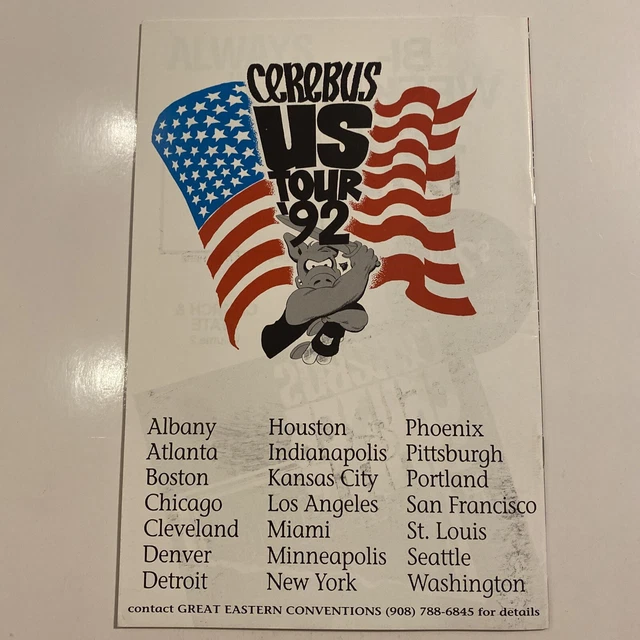 CEREBUS
US
TOUR
'92
Albany Houston Phoenix
Atlanta Indianapolis Pittsburgh
Boston Kansas City Portland
Chicago Los Angeles San Francisco
Cleveland Miami St. Louis
Denver Minneapolis Seattle
Detroit New York Washington
contact GREAT EASTERN CONVENTIONS (908) 788-6845 for details